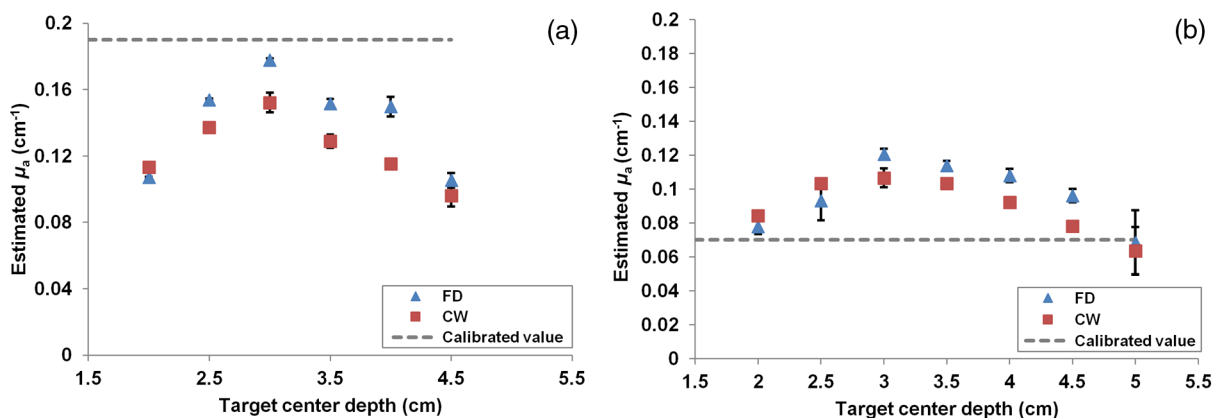 (a)
Estimated μa (cm-1)
0.2
0.16
0.12
0.08
0.04
0
1.5 2.5 3.5 4.5 5.5
Target center depth (cm)
FD
CW
Calibrated value
(b)
Estimated μa (cm-1)
0.2
0.18
0.16
0.14
0.12
0.1
0.08
0.06
0.04
0.02
0
1.5 2 2.5 3 3.5 4 4.5 5 5.5
Target center depth (cm)
FD
CW
Calibrated value